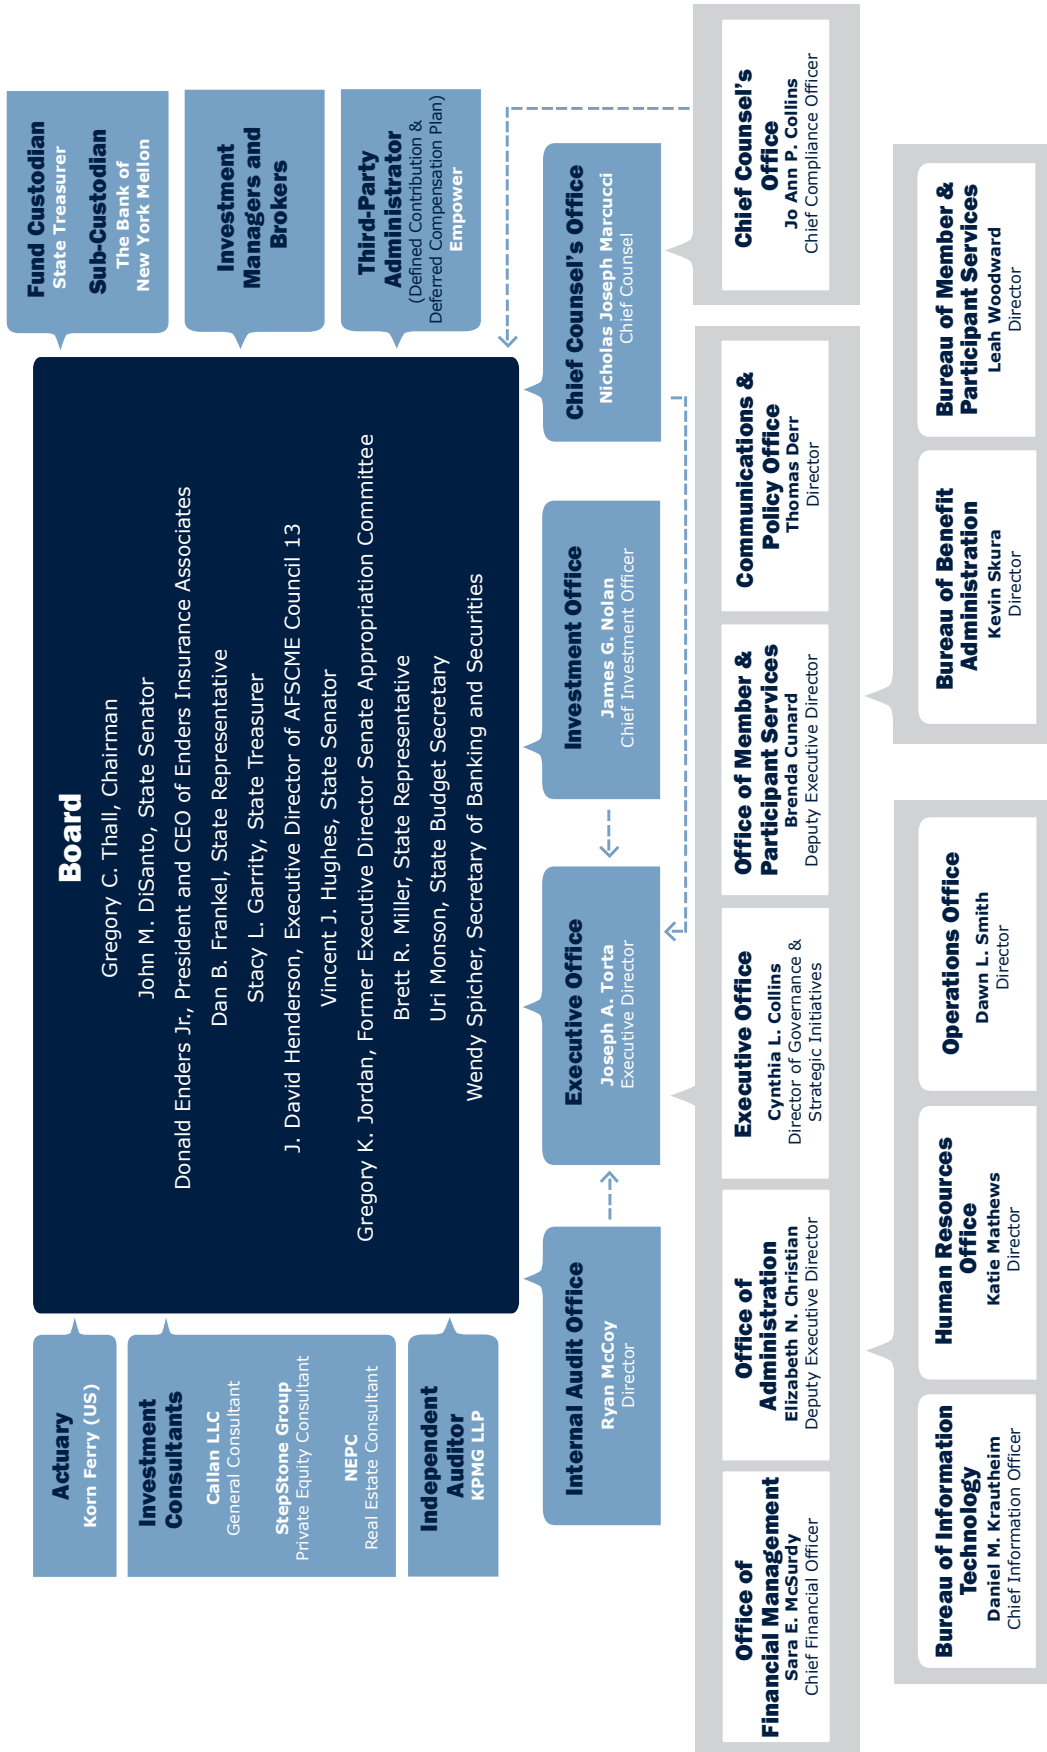 Actuary
Korn Ferry (US)
Investment
Consultants
Callan LLC
General Consultant
StepStone Group
Private Equity Consultant
NEPC
Real Estate Consultant
Independent
Auditor
KPMG LLP
Board
Gregory C. Thall, Chairman
John M. DiSanto, State Senator
Donald Enders Jr., President and CEO of Enders Insurance Associates
Dan B. Frankel, State Representative
Stacy L. Garrity, State Treasurer
J. David Henderson, Executive Director of AFSCME Council 13
Vincent J. Hughes, State Senator
Gregory K. Jordan, Former Executive Director Senate Appropriation Committee
Brett R. Miller, State Representative
Uri Monson, State Budget Secretary
Wendy Spicher, Secretary of Banking and Securities
Fund Custodian
State Treasurer
Sub-Custodian
The Bank of
New York Mellon
Investment
Managers and
Brokers
Third-Party
Administrator
(Defined Contribution &
Deferred Compensation Plan)
Empower
Internal Audit Office
Ryan McCoy
Director
Executive Office
Joseph A. Torta
Executive Director
Investment Office
James G. Nolan
Chief Investment Officer
Chief Counsel's Office
Nicholas Joseph Marcucci
Chief Counsel
Office of
Financial Management
Sara E. McSurdy
Chief Financial Officer
Office of
Administration
Elizabeth N. Christian
Deputy Executive Director
Executive Office
Cynthia L. Collins
Director of Governance &
Strategic Initiatives
Office of Member &
Participant Services
Brenda Cunard
Deputy Executive Director
Communications &
Policy Office
Thomas Derr
Director
Chief Counsel's
Office
Jo Ann P. Collins
Chief Compliance Officer
Bureau of Information
Technology
Daniel M. Krautheim
Chief Information Officer
Human Resources
Office
Katie Mathews
Director
Operations Office
Dawn L. Smith
Director
Bureau of Benefit
Administration
Kevin Skura
Director
Bureau of Member &
Participant Services
Leah Woodward
Director